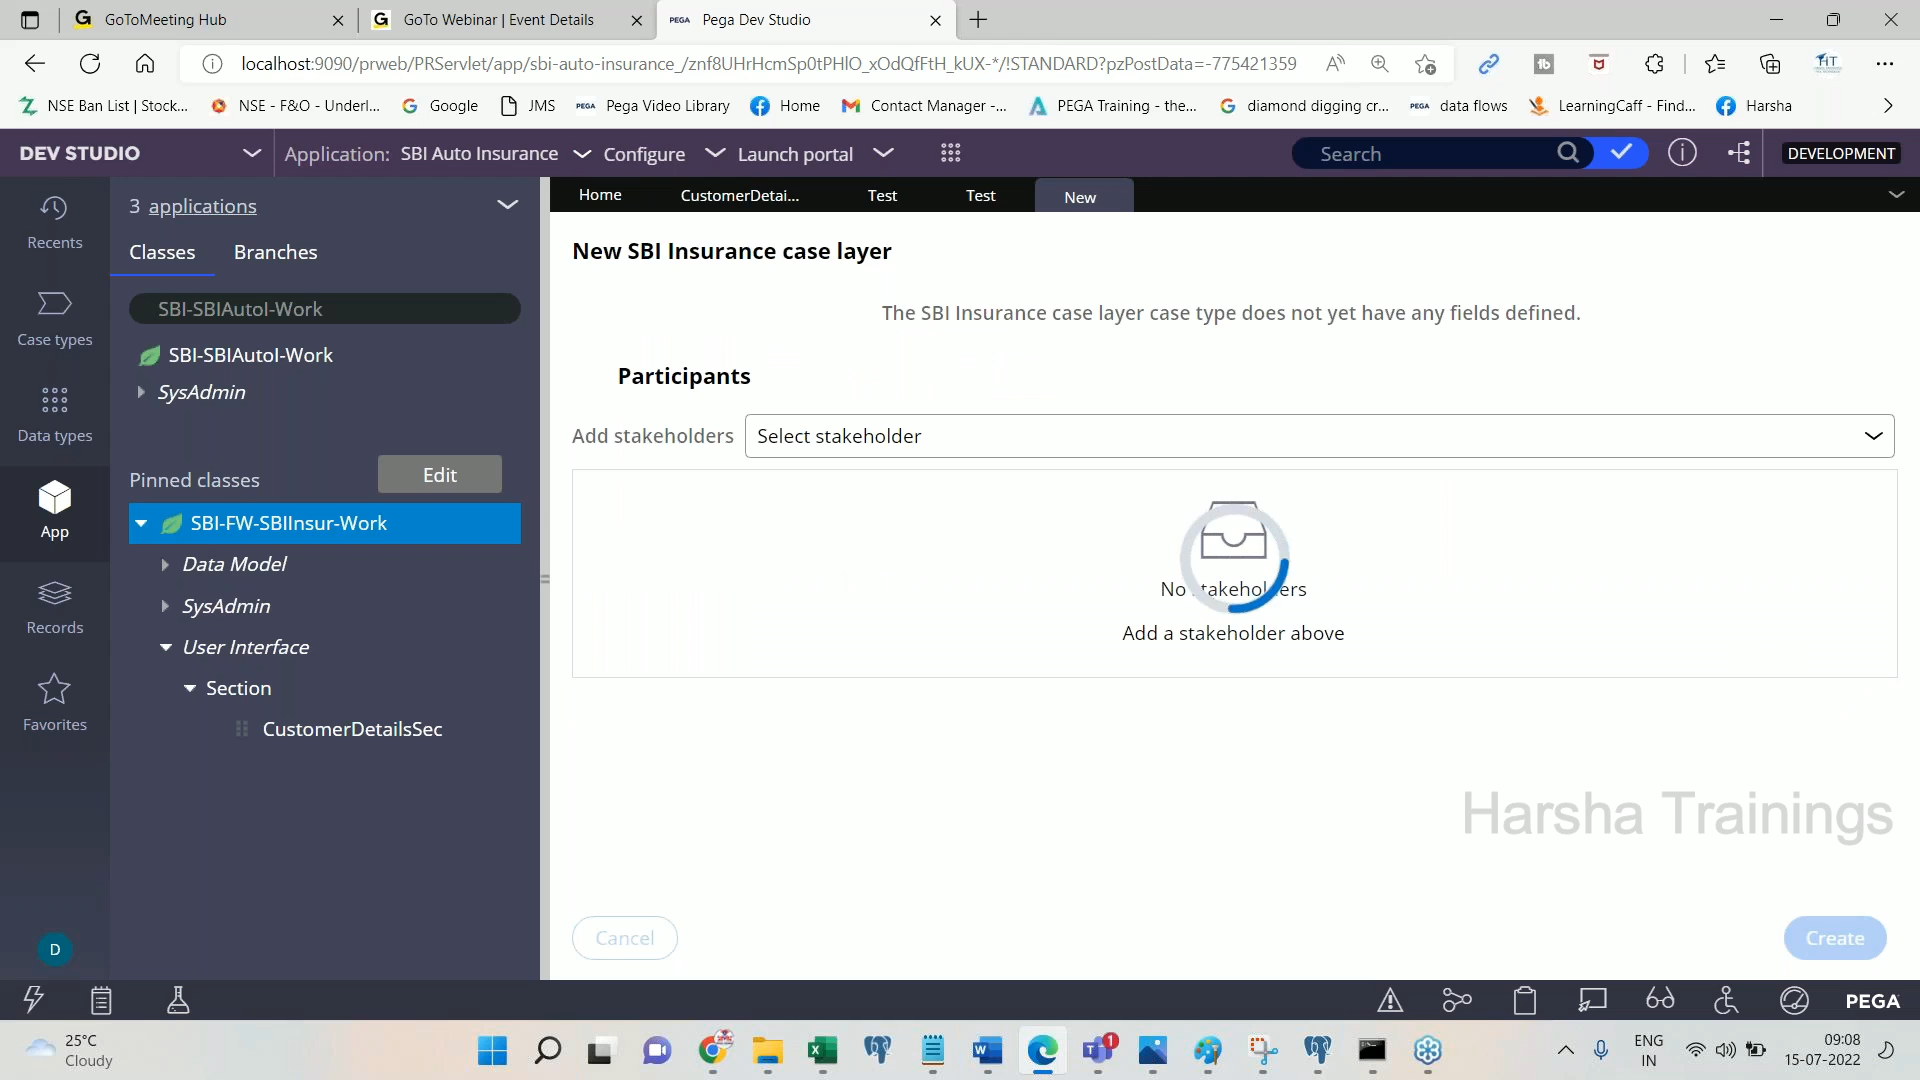 GoToMeeting Hub
GoTo Webinar | Event Details
PEGA Pega Dev Studio
localhost:9090/prweb/PRServlet/app/sbi-auto-insurance_/znf8UHrHcmSp0tPHlO_xOdQfFtH_kUX-*/!STANDARD?pzPostData=-775421359
NSE Ban List | Stock...
NSE - F&O - Underl...
Google
JMS
PEGA Pega Video Library
Home
Contact Manager -...
PEGA Training - the...
diamond digging cr...
PEGA data flows
LearningCaff - Find...
Harsha
DEV STUDIO
Application: SBI Auto Insurance
Configure
Launch portal
Search
DEVELOPMENT
Recents
Case types
Data types
App
Records
Favorites
D
3 applications
Classes
Branches
SBI-SBIAutoI-Work
SBI-SBIAutoI-Work
SysAdmin
Pinned classes
Edit
SBI-FW-SBIInsur-Work
Data Model
SysAdmin
User Interface
Section
CustomerDetailsSec
Home
CustomerDetai...
Test
Test
New
New SBI Insurance case layer
The SBI Insurance case layer case type does not yet have any fields defined.
Participants
Add stakeholders
Select stakeholder
No stakeholders
Add a stakeholder above
Harsha Trainings
Cancel
Create
PEGA
25°C
Cloudy
1
ENG
IN
09:08
15-07-2022